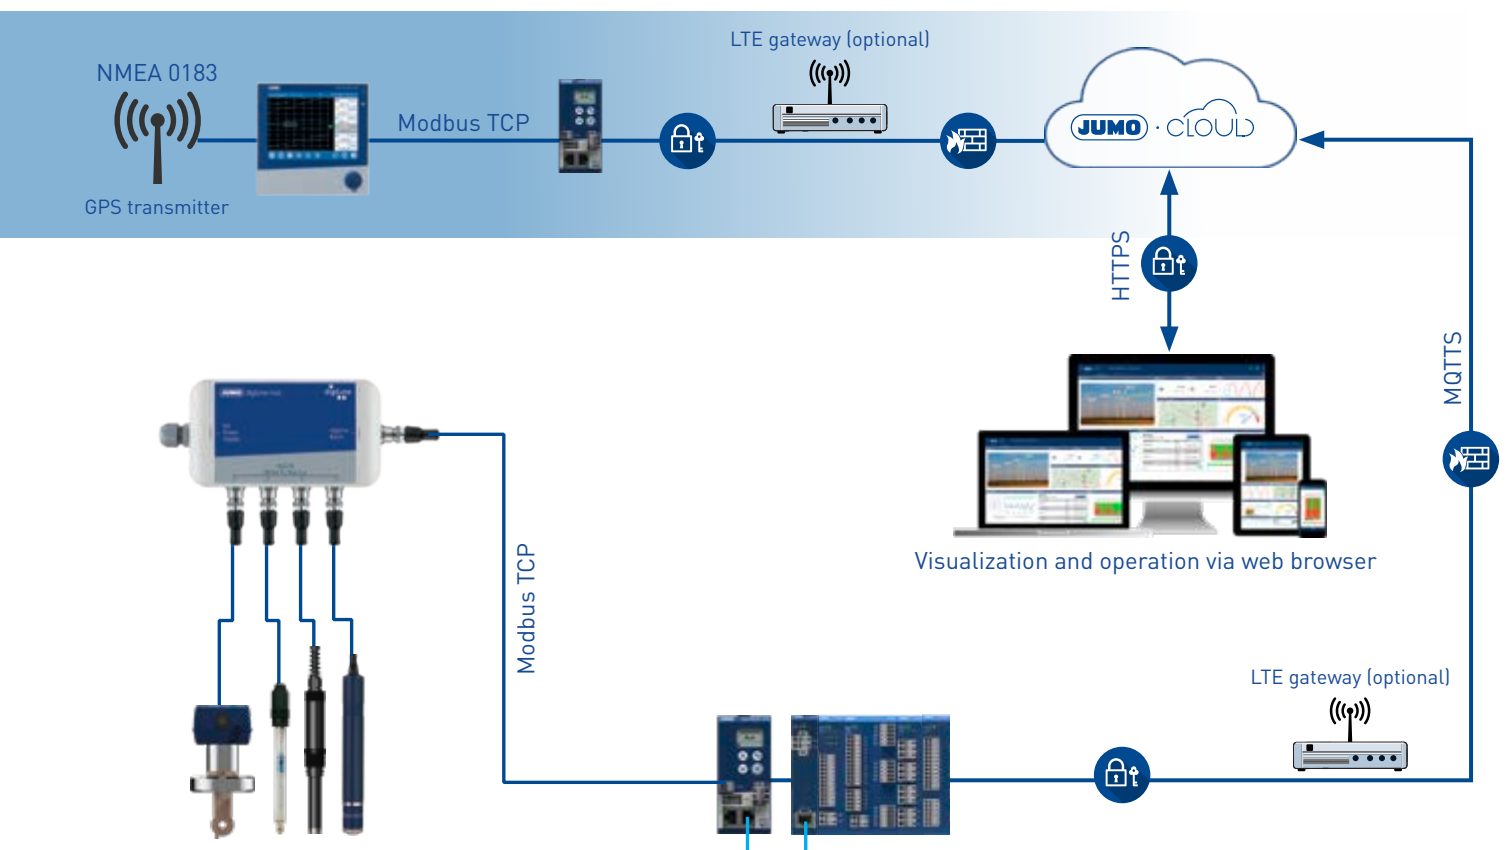 LTE gateway (optional)
NMEA 0183
Modbus TCP
JUMO · CLOUD
GPS transmitter
HTTPS
MQTTS
JUMO
Visualization and operation via web browser
Modbus TCP
LTE gateway (optional)